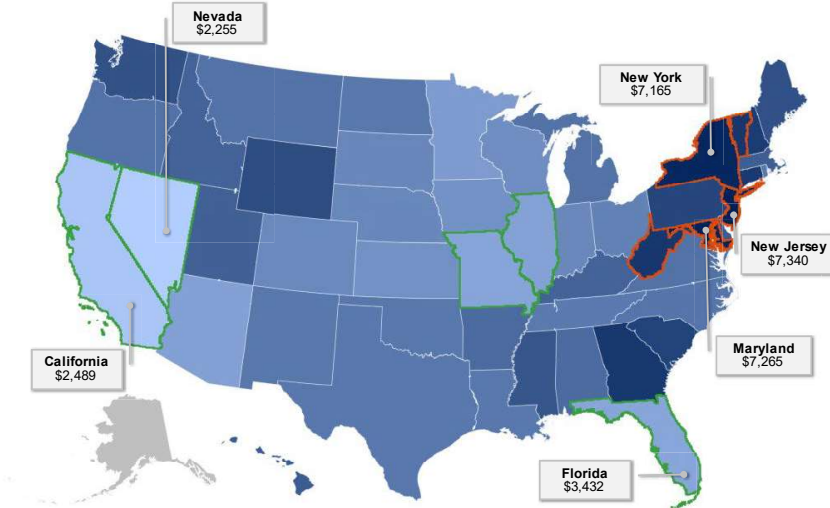 Nevada
$2,255
New York
$7,165
New Jersey
$7,340
Maryland
$7,265
California
$2,489
Florida
$3,432